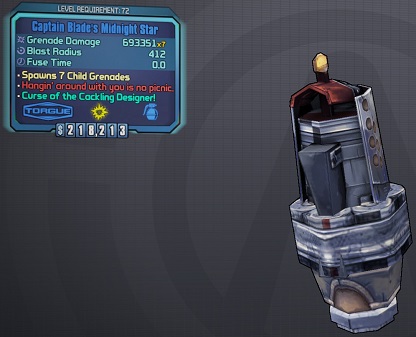 LEVEL REQUIREMENT: 72
Captain Blade's Midnight Star
Grenade Damage 693351x7
Blast Radius 412
Fuse Time 0.0
• Spawns 7 Child Grenades
• Hangin' around with you is no picnic.
• Curse of the Cackling Designer!
TORGUE
$218213